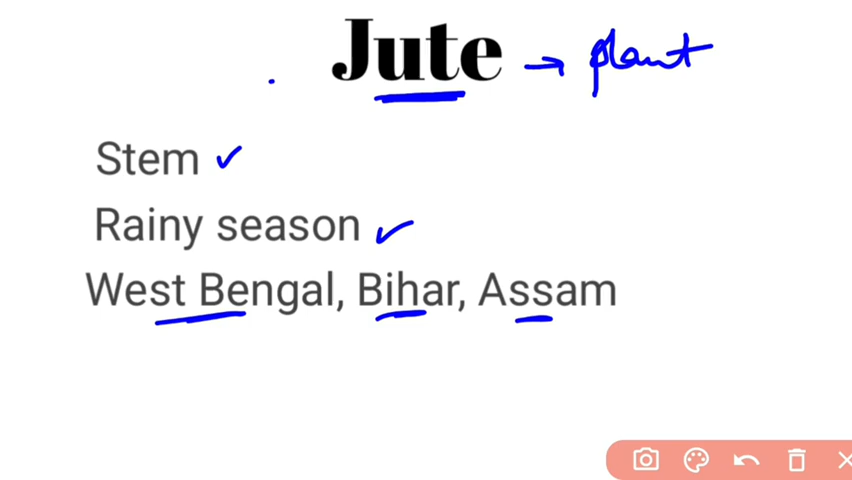 Jute → plant
Stem ✓
Rainy season ✓
West Bengal, Bihar, Assam